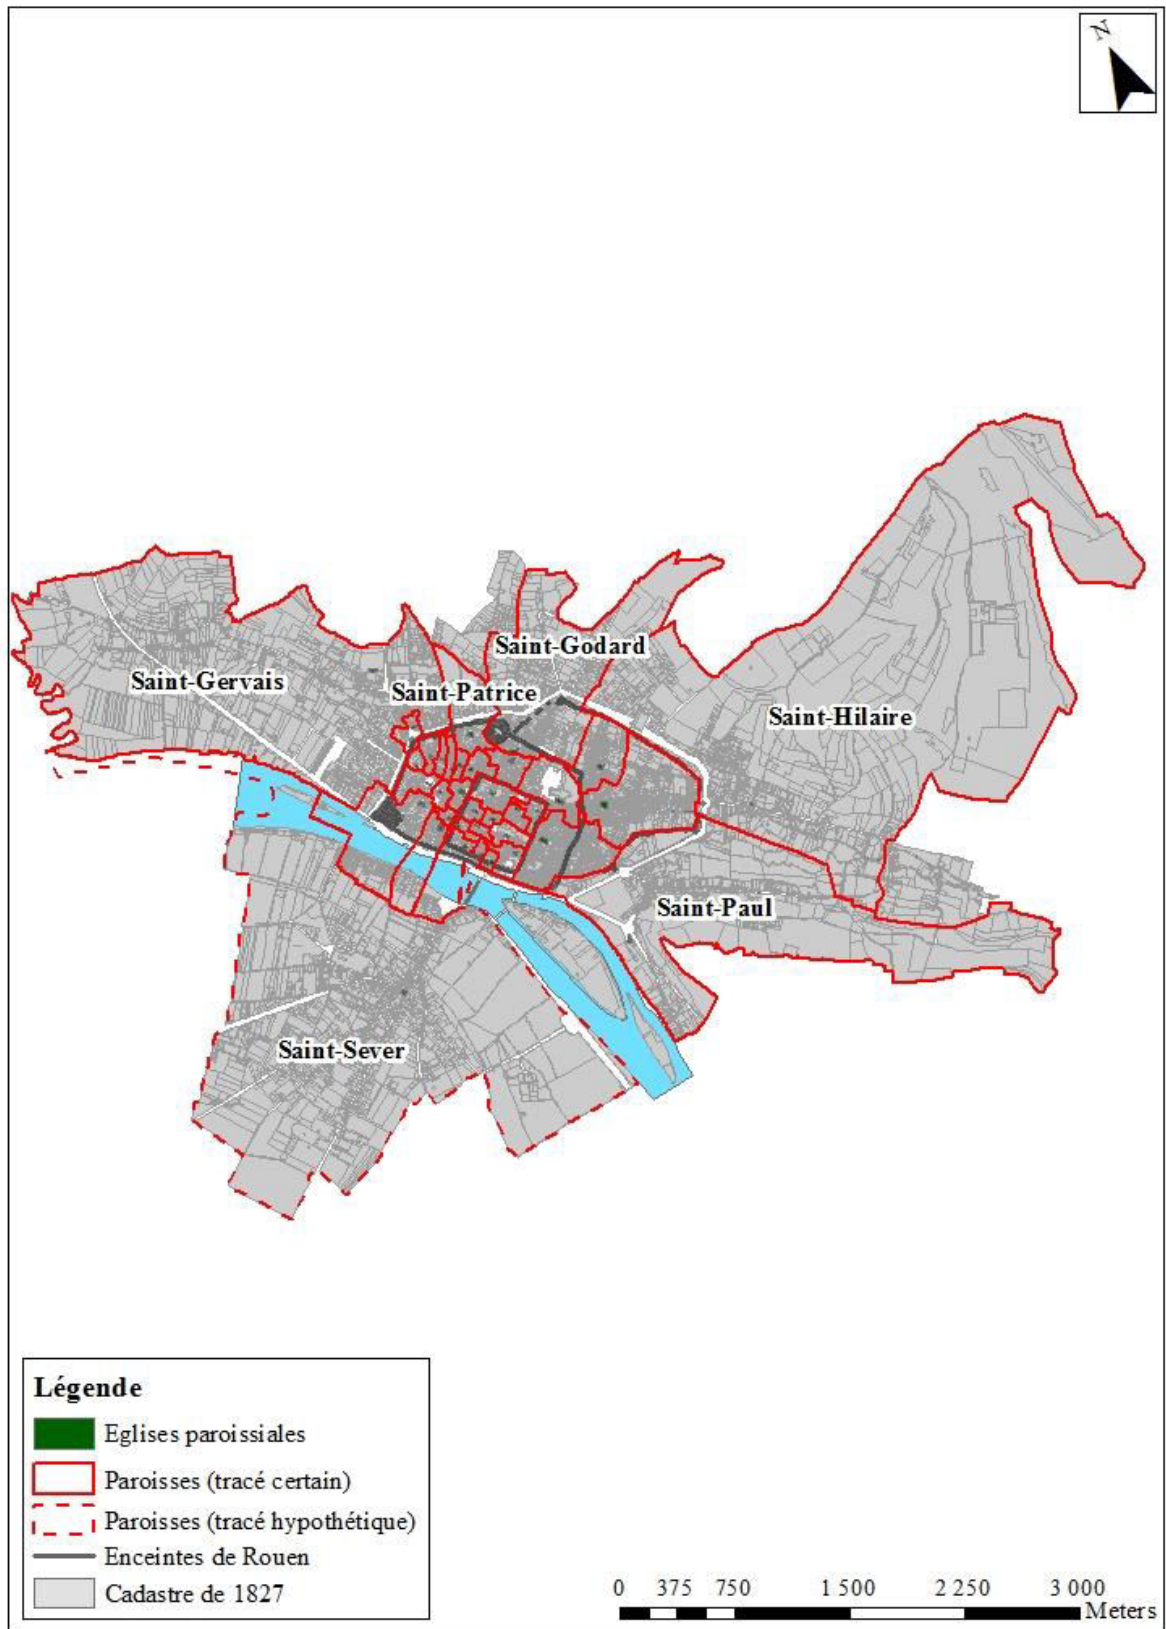 N
Saint-Godard
Saint-Gervais
Saint-Patrice
Saint-Hilaire
Saint-Paul
Saint-Sever
Légende
Eglises paroissiales
Paroisses (tracé certain)
Paroisses (tracé hypothétique)
Enceintes de Rouen
Cadastre de 1827
0 375 750 1 500 2 250 3 000
Meters